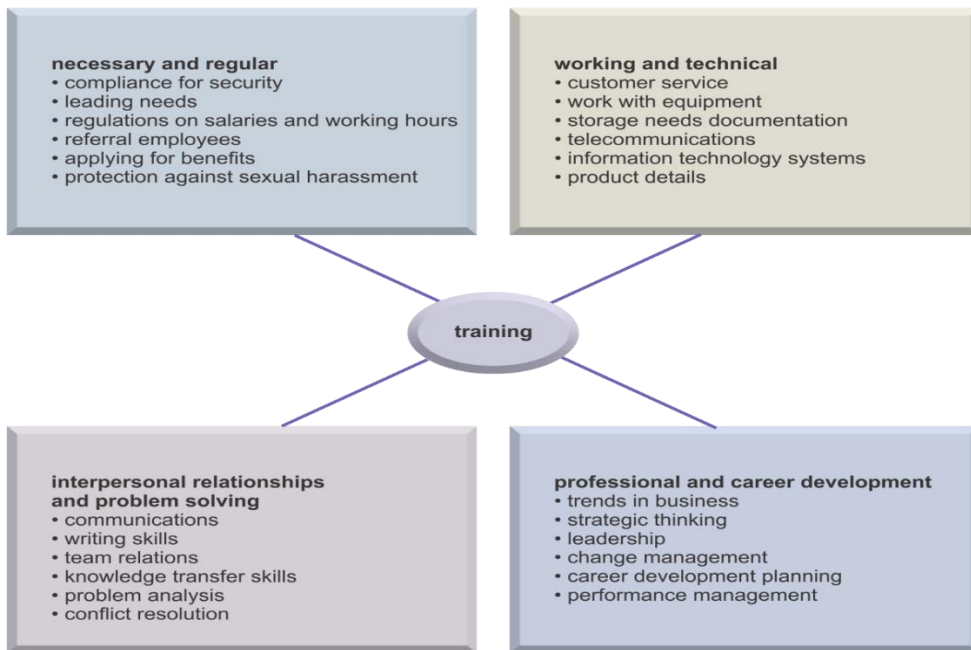 necessary and regular
• compliance for security
• leading needs
• regulations on salaries and working hours
• referral employees
• applying for benefits
• protection against sexual harassment
working and technical
• customer service
• work with equipment
• storage needs documentation
• telecommunications
• information technology systems
• product details
training
interpersonal relationships
and problem solving
• communications
• writing skills
• team relations
• knowledge transfer skills
• problem analysis
• conflict resolution
professional and career development
• trends in business
• strategic thinking
• leadership
• change management
• career development planning
• performance management